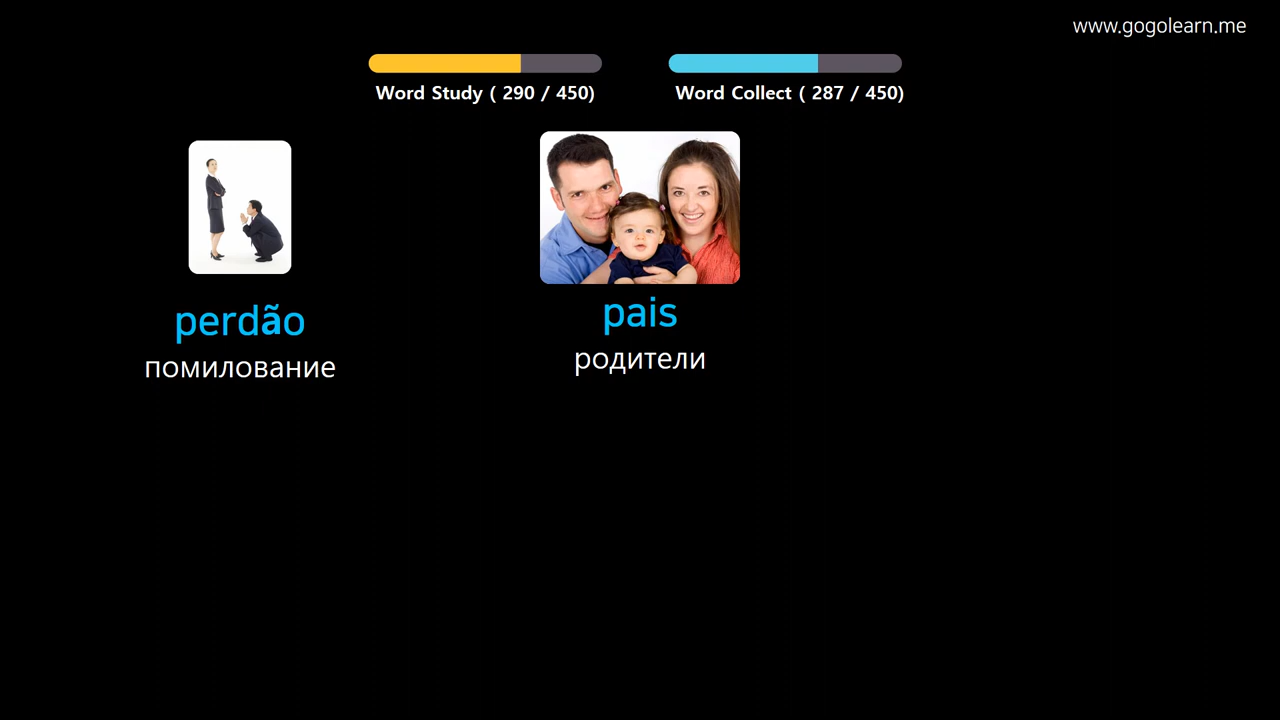 www.gogolearn.me
Word Study ( 290 / 450)
Word Collect ( 287 / 450)
perdão
помилование
pais
родители